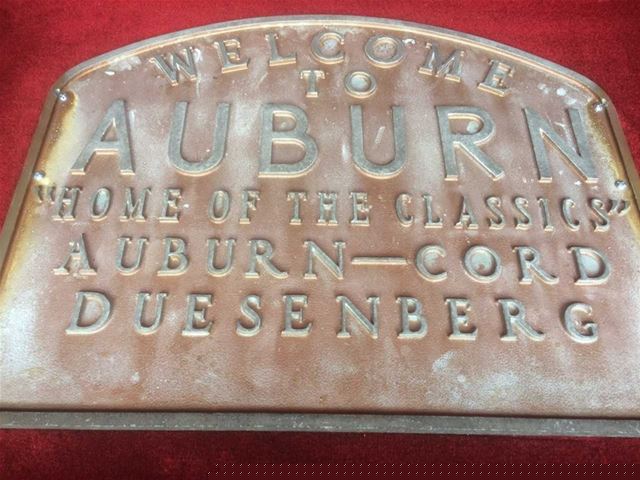 WELCOME
TO
AUBURN
"HOME OF THE CLASSICS"
AUBURN—CORD
DUESENBERG